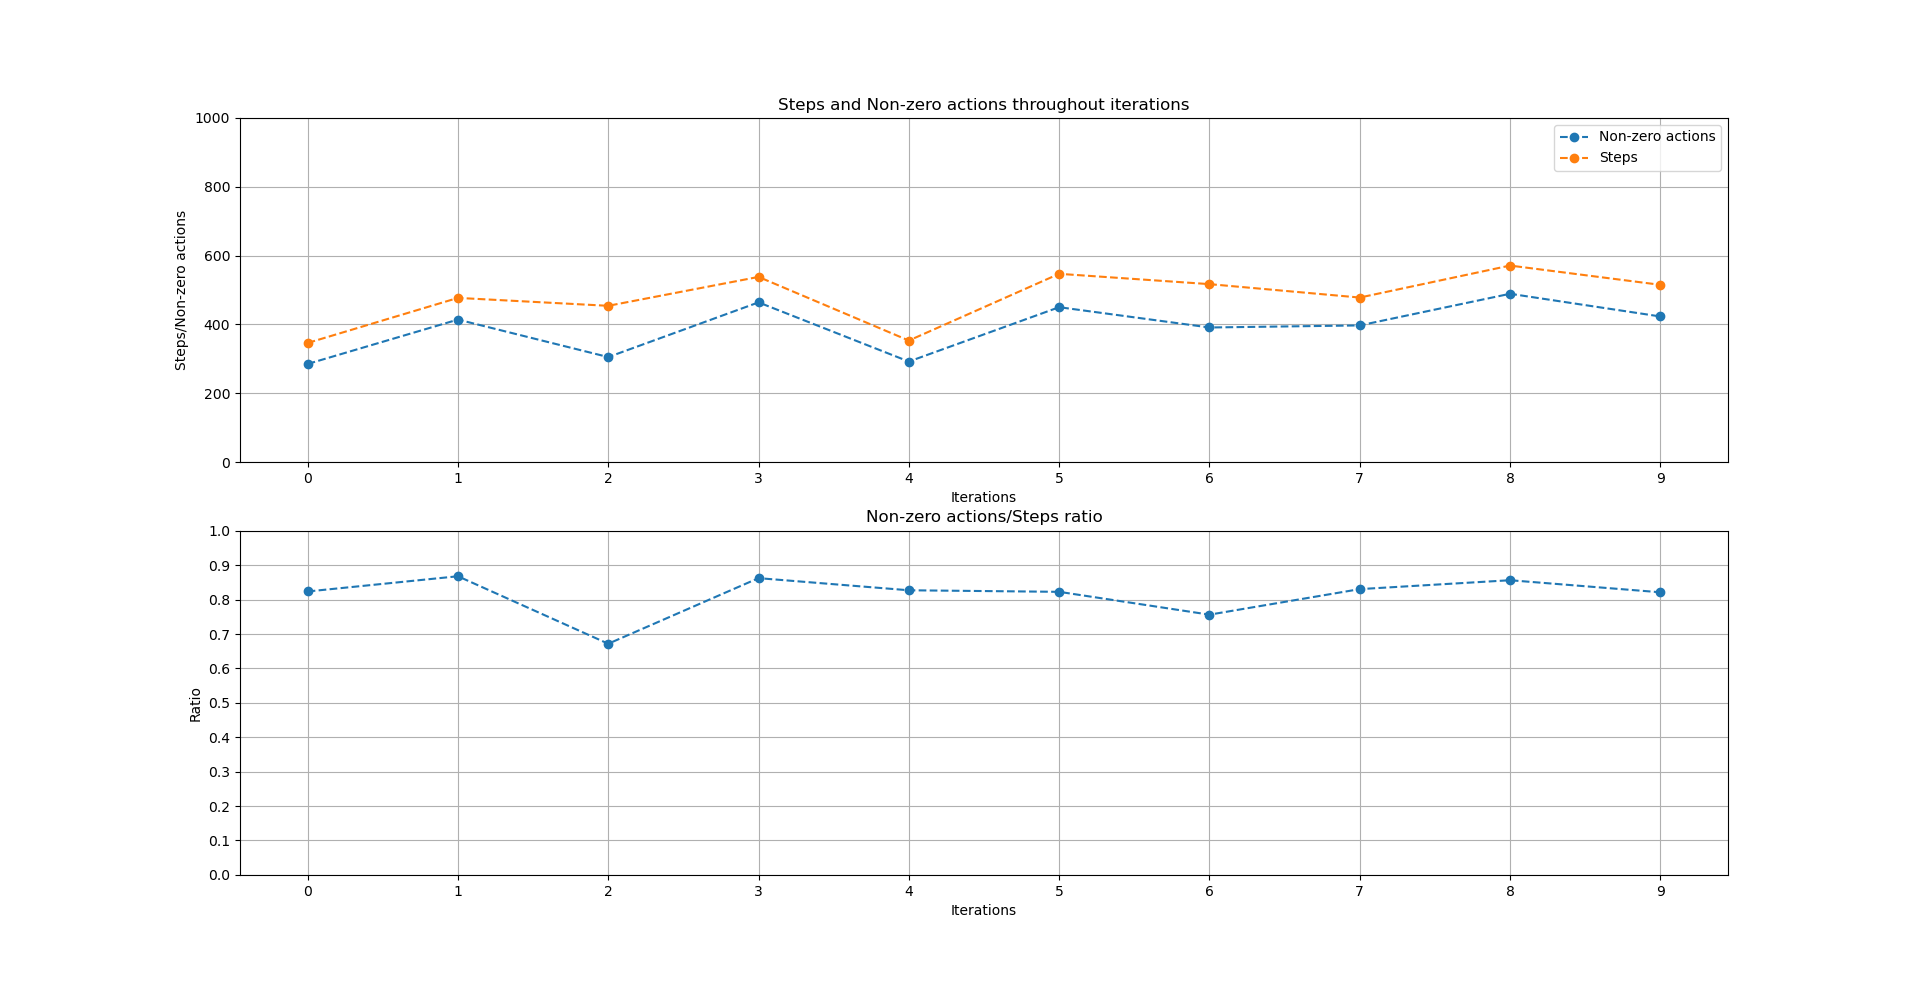 Steps and Non-zero actions throughout iterations
1000
800
600
400
200
0
Steps/Non-zero actions
Non-zero actions
Steps
0 1 2 3 4 5 6 7 8 9
Iterations
Non-zero actions/Steps ratio
1.0
0.9
0.8
0.7
0.6
0.5
0.4
0.3
0.2
0.1
0.0
Ratio
0 1 2 3 4 5 6 7 8 9
Iterations